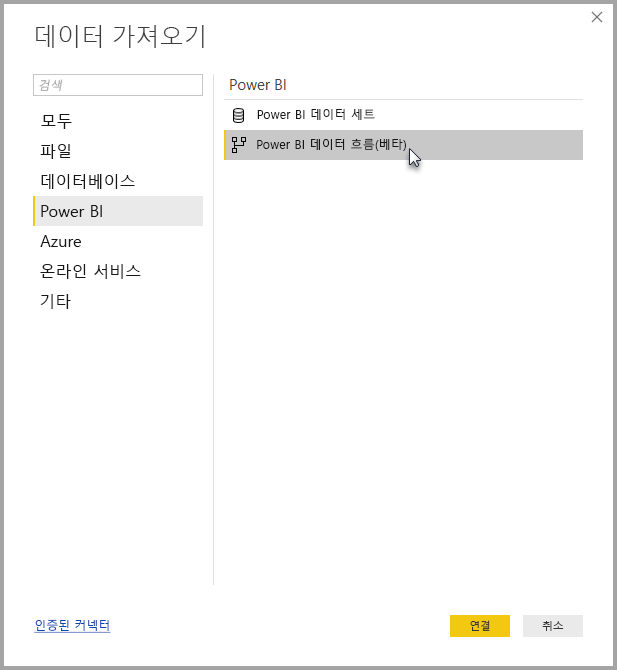 데이터 가져오기
검색
모두
파일
데이터베이스
Power BI
Azure
온라인 서비스
기타
Power BI
Power BI 데이터 세트
Power BI 데이터 흐름(베타)
인증된 커넥터
연결
취소